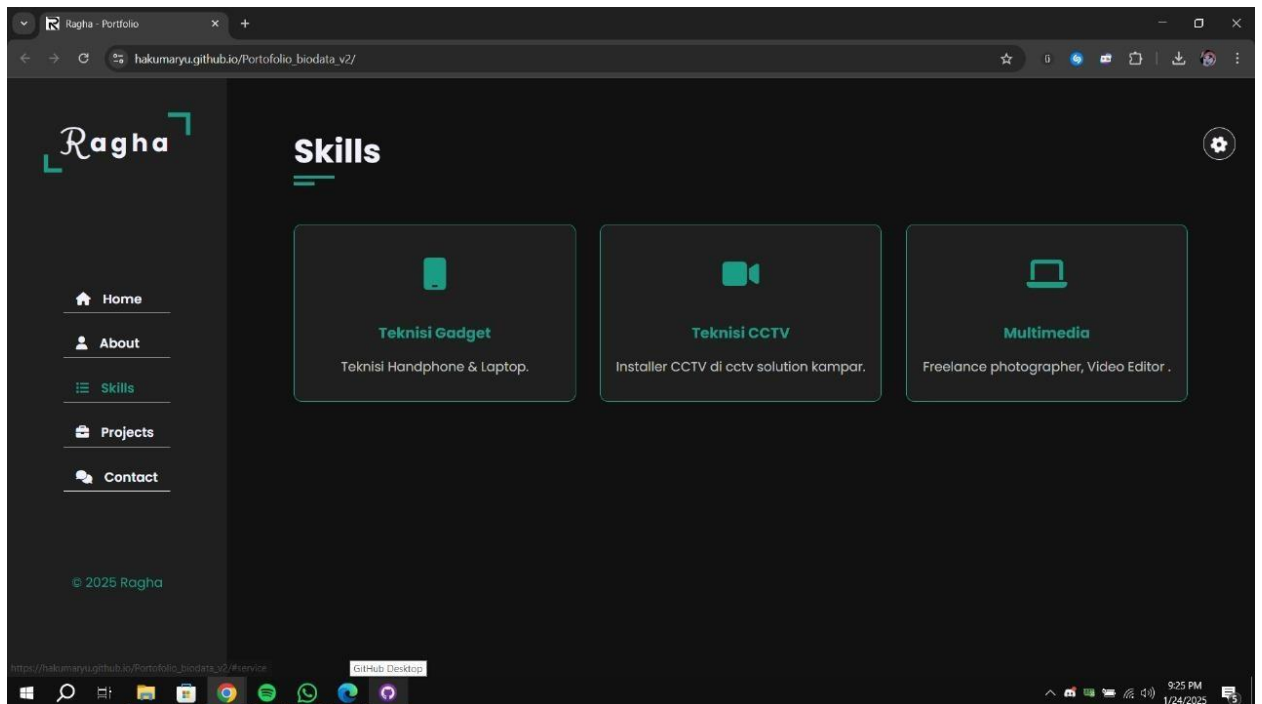 Ragha - Portfolio
hakumaryu.github.io/Portofolio_biodata_v2/
Ragha
Home
About
Skills
Projects
Contact
© 2025 Ragha
Skills
Teknisi Gadget
Teknisi Handphone & Laptop.
Teknisi CCTV
Installer CCTV di cctv solution kampar.
Multimedia
Freelance photographer, Video Editor .
https://hakumaryu.github.io/Portofolio_biodata_v2/#service
GitHub Desktop
9:25 PM
1/24/2025
5